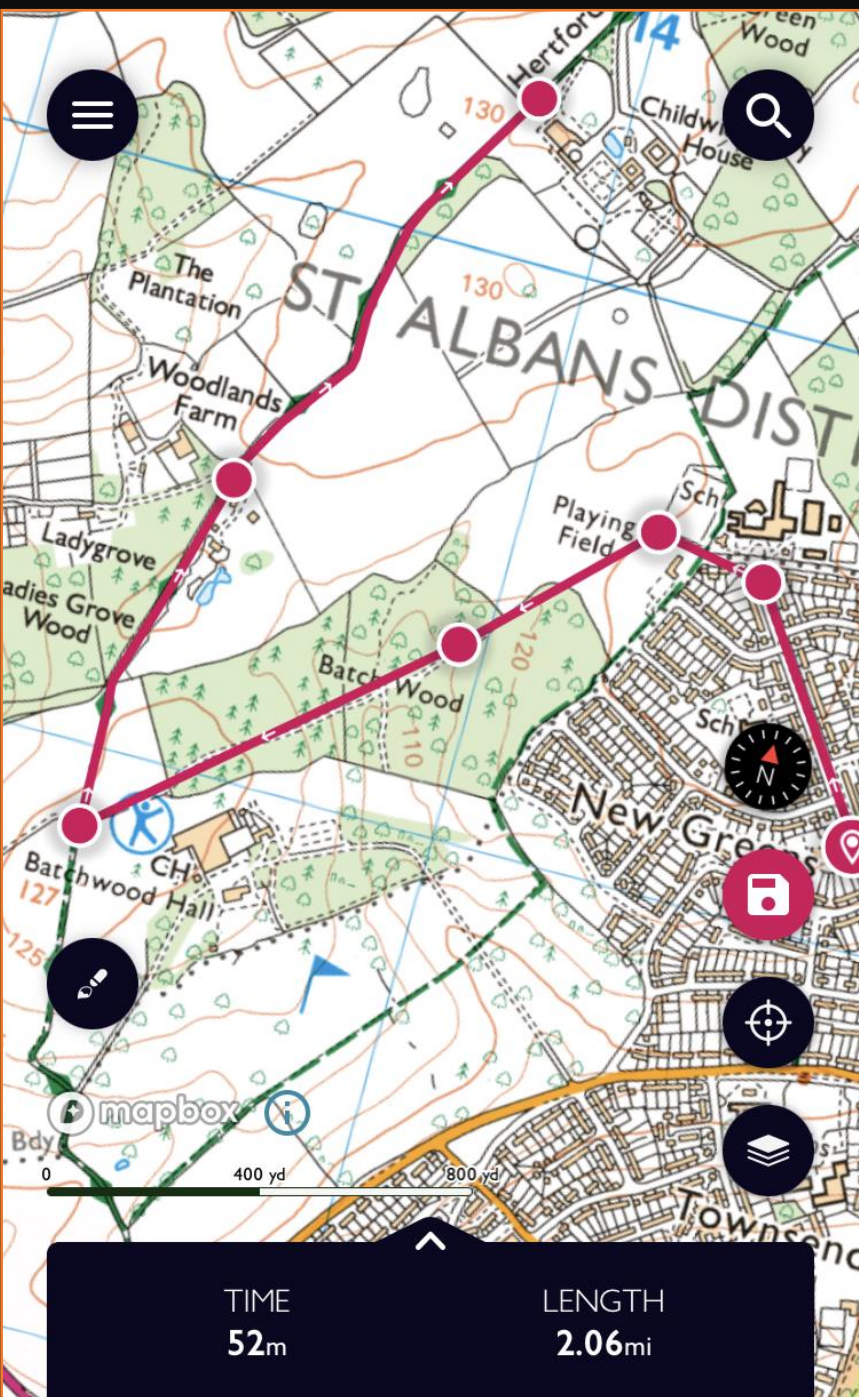 14
Hertford
Green
Wood
130
House
The
Plantation
130
ST ALBANS DIST
Woodlands
Farm
Sch
Playing
Field
Ladygrove
adies Grove
Wood
120
Batch Wood
110
Sch
N
New Greens
CH
Batchwood Hall
127
125
mapbox
i
Bdy
0 400 yd 800 yd
Townsend
TIME
52m
LENGTH
2.06mi